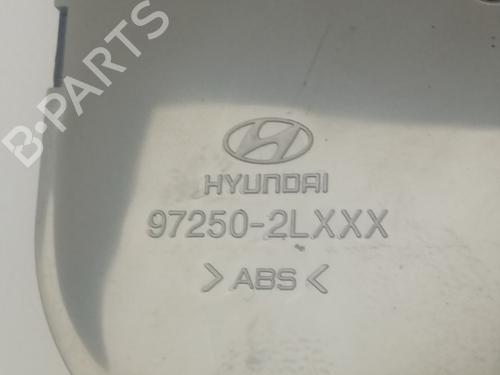 B-PARTS
HYUNDAI
97250-2LXXX
> ABS <